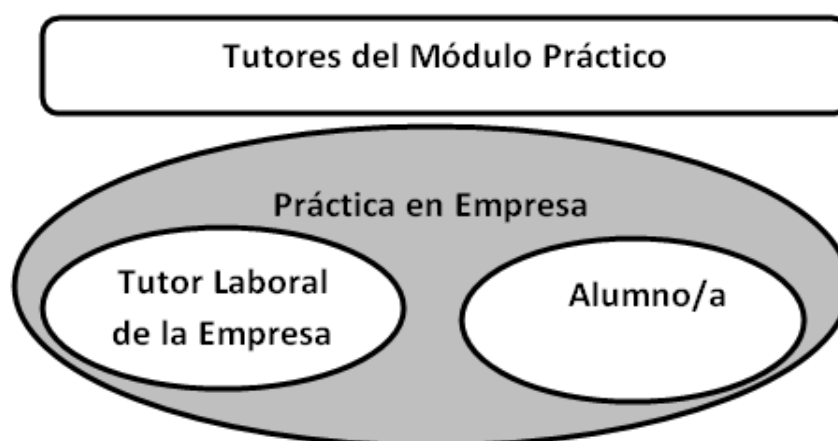 Tutores del Módulo Práctico
Práctica en Empresa
Tutor Laboral
de la Empresa
Alumno/a